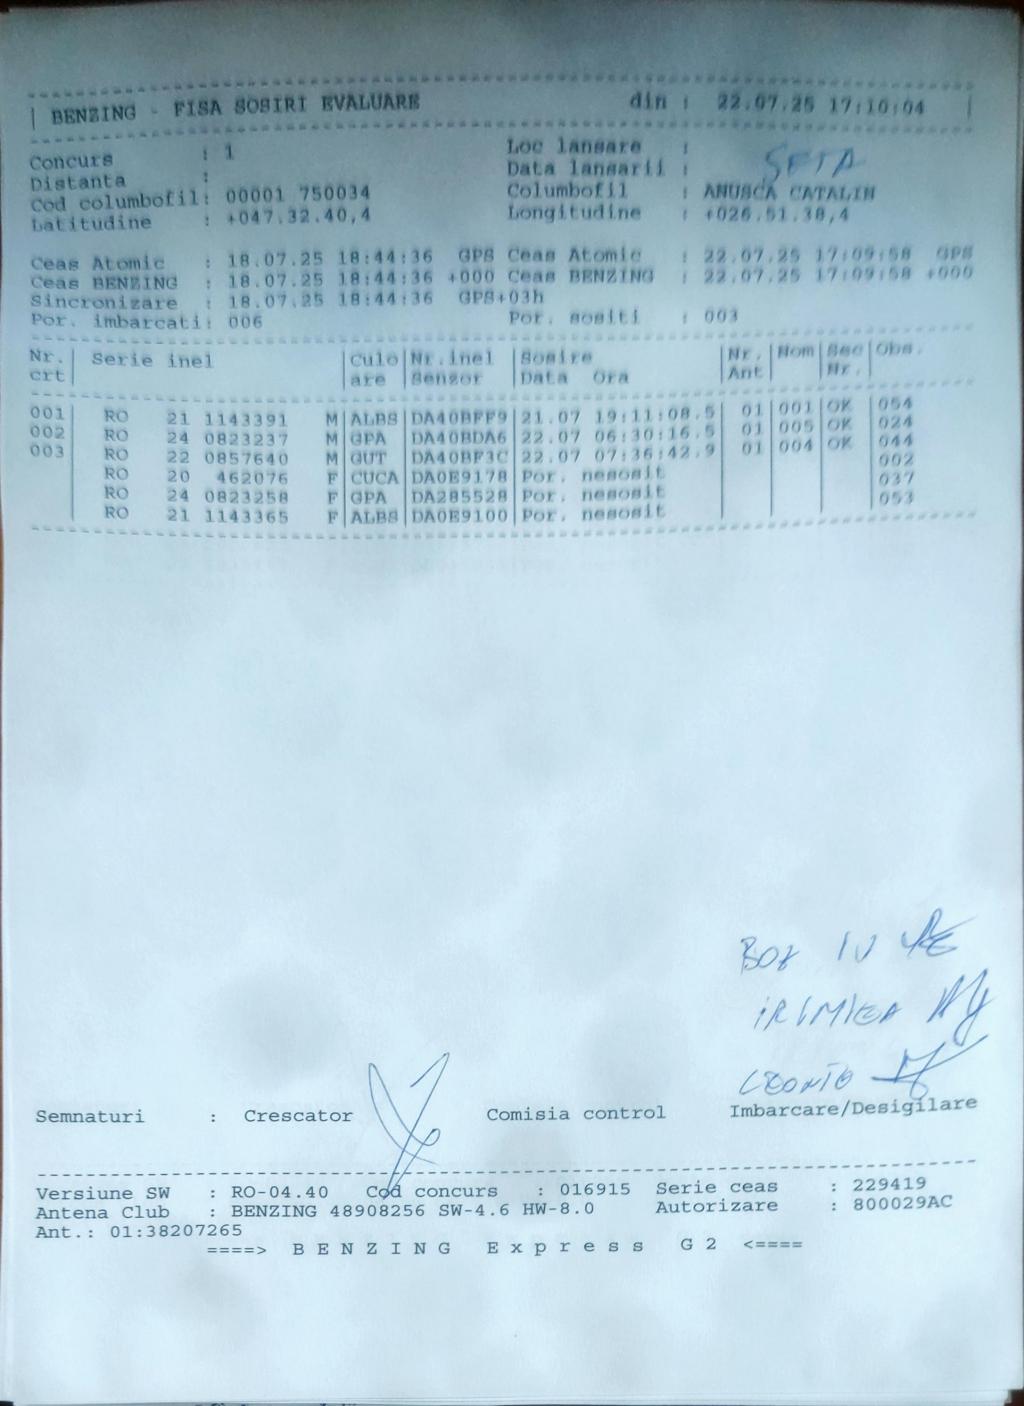 BENZING - FISA SOSIRI EVALUARE din : 22.07.25 17:10:04
Concurs : 1 Loc lansare :
Distanta : Data lansarii :
Cod columbofil: 00001 750034 Columbofil : ANUSCA CATALIN
Latitudine : +047.32.40,4 Longitudine : +026.51.38,4
Ceas Atomic : 18.07.25 18:44:36 GPS Ceas Atomic : 22.07.25 17:09:58 GPS
Ceas BENZING : 18.07.25 18:44:36 +000 Ceas BENZING : 22.07.25 17:09:58 +000
Sincronizare : 18.07.25 18:44:36 GPS+03h
Por. imbarcati: 006 Por. sositi : 003
Nr. Serie inel Culo Nr.inel Sosire Nr. Nom Sec Obs.
crt are Senzor Data Ora Ant Nr.
001 RO 21 1143391 M ALBS DA40BFF9 21.07 19:11:08.5 01 001 OK 054
002 RO 24 0823237 M GPA DA40BDA6 22.07 06:30:16.5 01 005 OK 024
003 RO 22 0857640 M GUT DA40BF3C 22.07 07:36:42.9 01 004 OK 044
RO 20 462076 F CUCA DA0E9178 Por. nesosit 002
RO 24 0823258 F GPA DA285528 Por. nesosit 037
RO 21 1143365 F ALBS DA0E9100 Por. nesosit 053
IRIMIEA
Semnaturi : Crescator Comisia control Imbarcare/Desigilare
Versiune SW : RO-04.40 Cod concurs : 016915 Serie ceas : 229419
Antena Club : BENZING 48908256 SW-4.6 HW-8.0 Autorizare : 800029AC
Ant.: 01:38207265
====> B E N Z I N G E x p r e s s G 2 <====